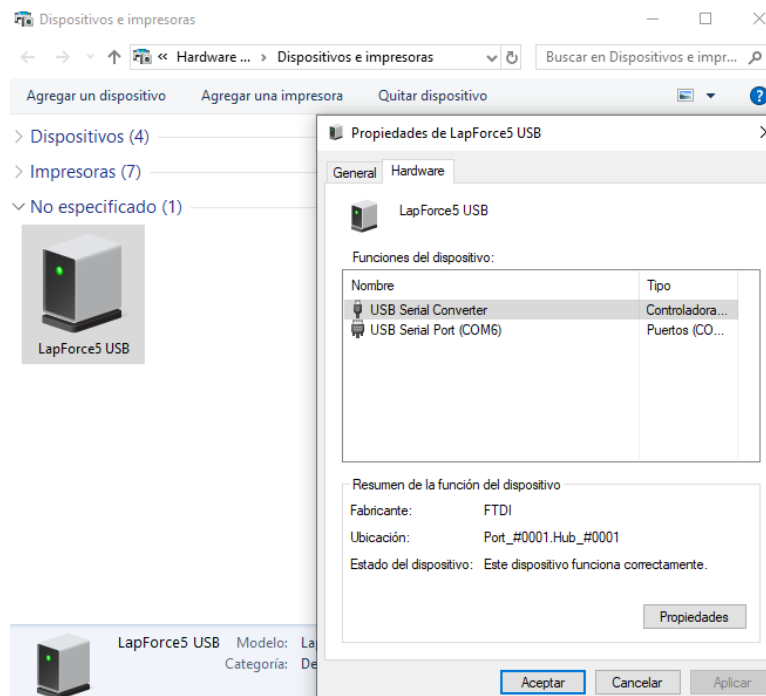 Dispositivos e impresoras
« Hardware ... > Dispositivos e impresoras
Buscar en Dispositivos e impr...
Agregar un dispositivo Agregar una impresora Quitar dispositivo
?
Dispositivos (4)
Impresoras (7)
No especificado (1)
LapForce5 USB
Propiedades de LapForce5 USB
General Hardware
LapForce5 USB
Funciones del dispositivo:
Nombre Tipo
USB Serial Converter Controladora...
USB Serial Port (COM6) Puertos (CO...
Resumen de la función del dispositivo
Fabricante: FTDI
Ubicación: Port_#0001.Hub_#0001
Estado del dispositivo: Este dispositivo funciona correctamente.
Propiedades
Aceptar Cancelar Aplicar
LapForce5 USB Modelo: La
Categoría: De